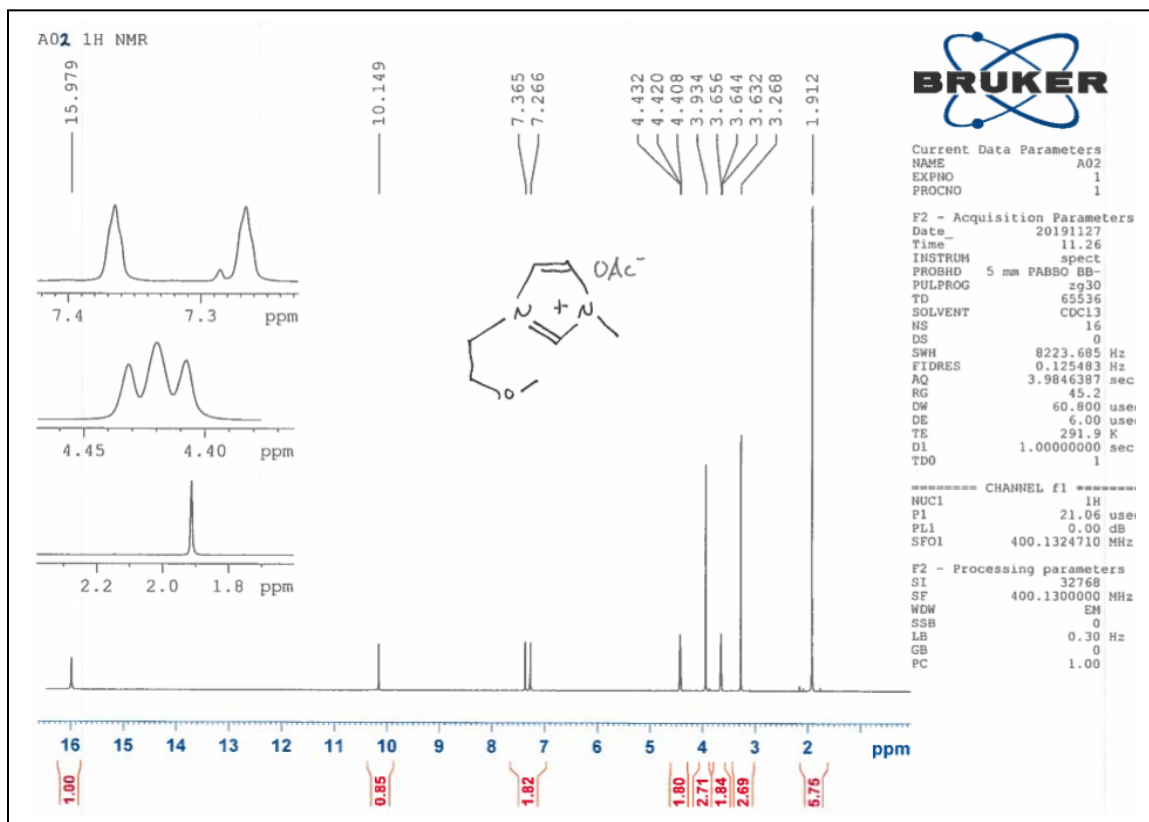 A02 1H NMR
15.979
10.149
7.365
7.266
4.432
4.420
4.408
3.934
3.656
3.644
3.632
3.268
1.912
BRUKER
Current Data Parameters
NAME A02
EXPNO 1
PROCNO 1
F2 - Acquisition Parameters
Date_ 20191127
Time 11.26
INSTRUM spect
PROBHD 5 mm PABBO BB-
PULPROG zg30
TD 65536
SOLVENT CDCl3
NS 16
DS 0
SWH 8223.685 Hz
FIDRES 0.125483 Hz
AQ 3.9846387 sec
RG 45.2
DW 60.800 use
DE 6.00 use
TE 291.9 K
D1 1.00000000 sec
TD0 1
======== CHANNEL f1 ========
NUC1 1H
P1 21.06 use
PL1 0.00 dB
SFO1 400.1324710 MHz
F2 - Processing parameters
SI 32768
SF 400.1300000 MHz
WDW EM
SSB 0
LB 0.30 Hz
GB 0
PC 1.00
7.4 7.3 ppm
4.45 4.40 ppm
2.2 2.0 1.8 ppm
OAc-
N + N
O
16 15 14 13 12 11 10 9 8 7 6 5 4 3 2 ppm
1.00 0.85 1.82 1.80 2.71 1.84 2.69 5.75